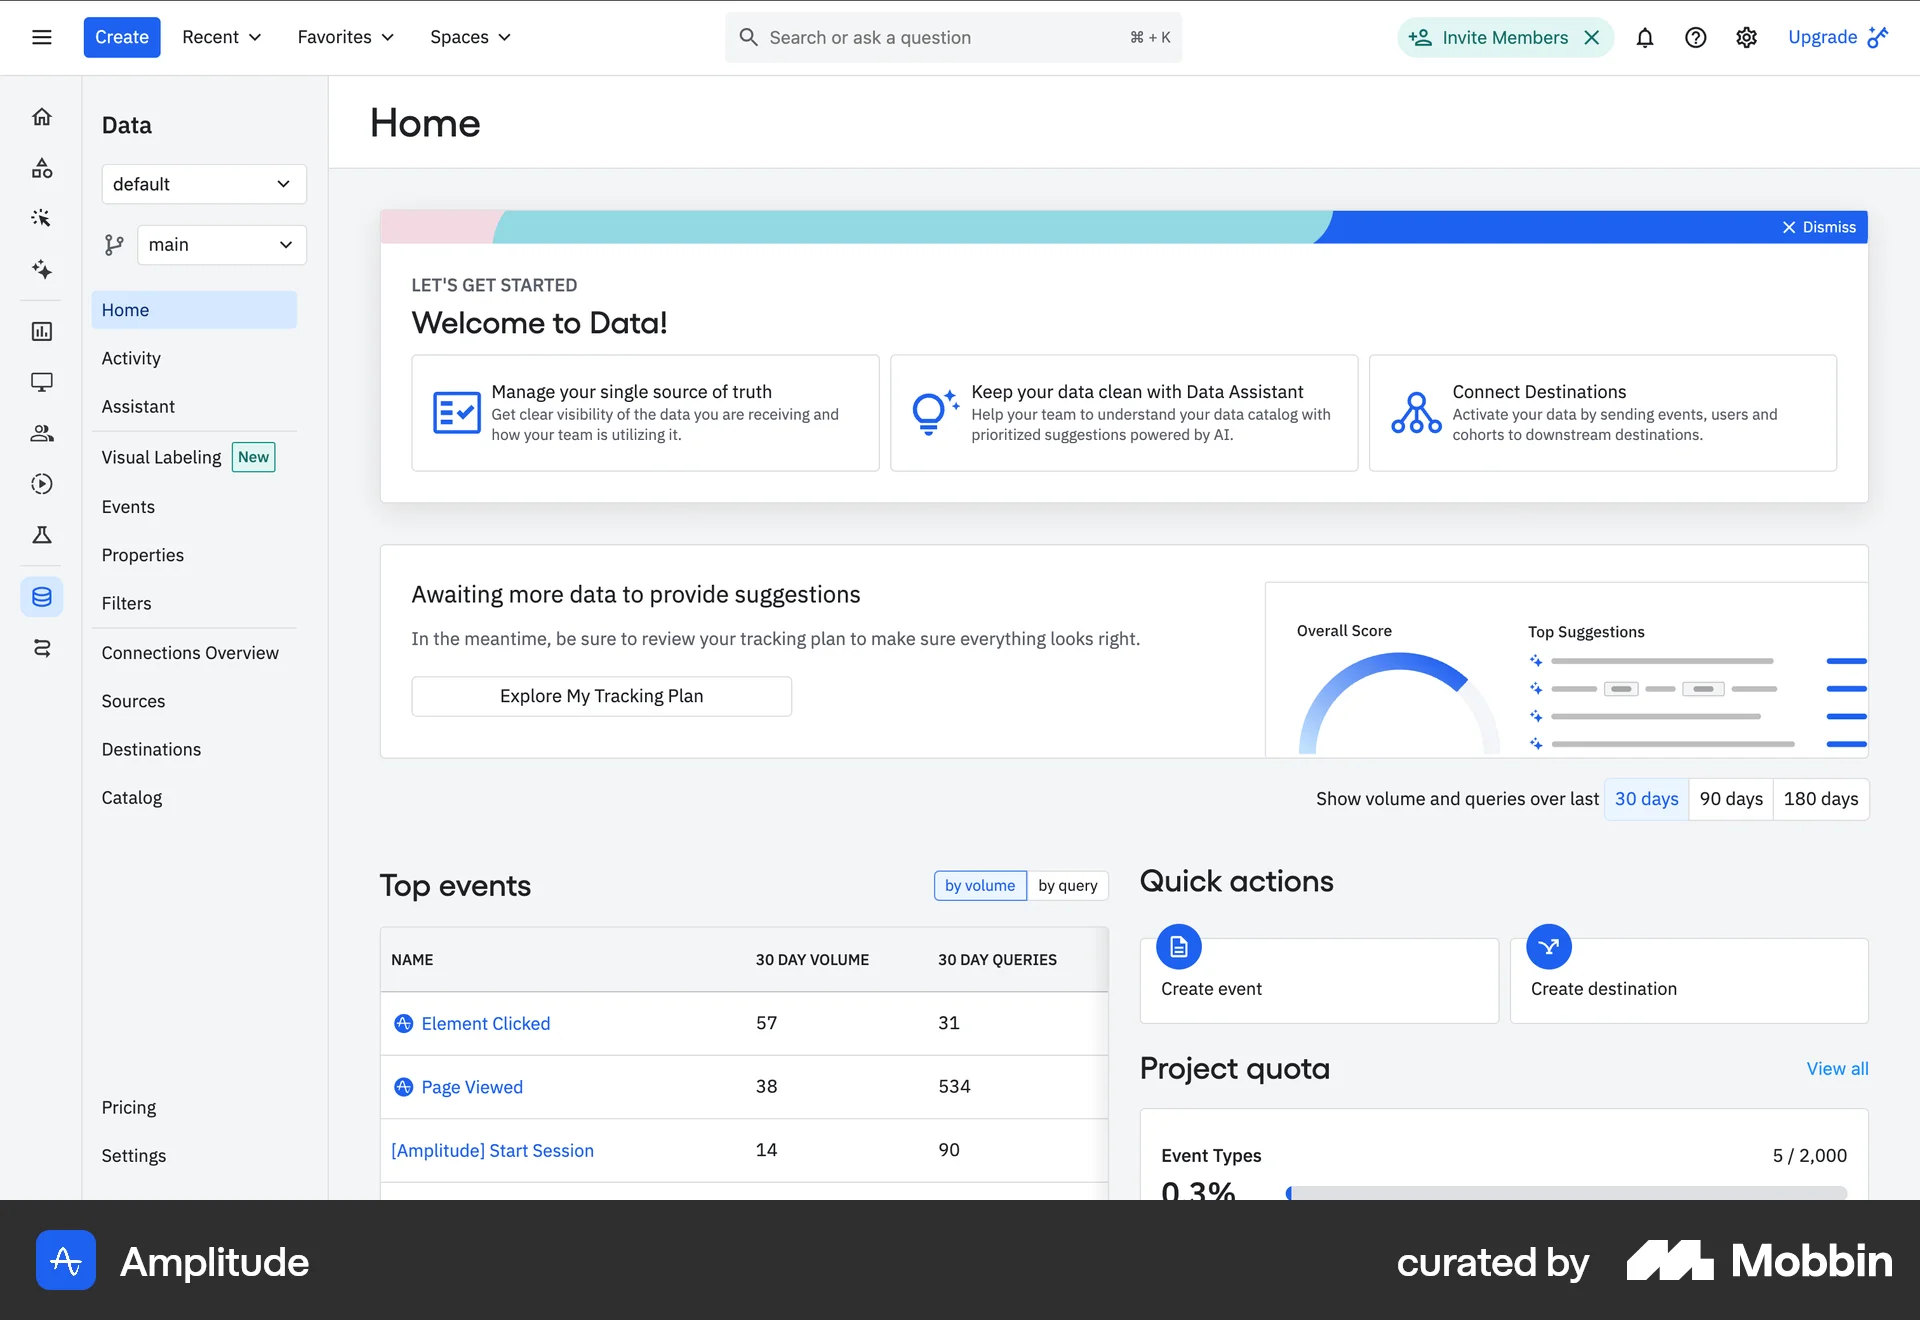 Create Recent Favorites Spaces Search or ask a question ⌘ + K Invite Members Upgrade
Data
default
main
Home
Activity
Assistant
Visual Labeling New
Events
Properties
Filters
Connections Overview
Sources
Destinations
Catalog
Pricing
Settings
Home
Dismiss
LET'S GET STARTED
Welcome to Data!
Manage your single source of truth
Get clear visibility of the data you are receiving and
how your team is utilizing it.
Keep your data clean with Data Assistant
Help your team to understand your data catalog with
prioritized suggestions powered by AI.
Connect Destinations
Activate your data by sending events, users and
cohorts to downstream destinations.
Awaiting more data to provide suggestions
In the meantime, be sure to review your tracking plan to make sure everything looks right.
Explore My Tracking Plan
Overall Score
Top Suggestions
Show volume and queries over last 30 days 90 days 180 days
Top events
by volume by query
NAME 30 DAY VOLUME 30 DAY QUERIES
Element Clicked 57 31
Page Viewed 38 534
[Amplitude] Start Session 14 90
Quick actions
Create event
Create destination
Project quota
View all
Event Types 5 / 2,000
0.3%
Amplitude
curated by Mobbin